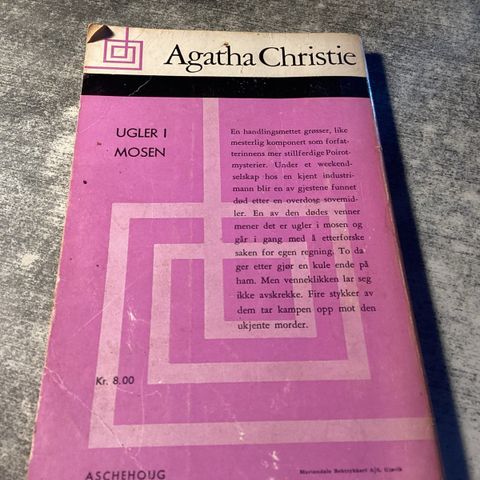 Agatha Christie
UGLER I
MOSEN
En handlingsmettet grøsser, like
mesterlig komponert som forfat-
terinnens mer stillferdige Poirot-
mysterier. Under et weekend-
selskap hos en kjent industri-
mann blir en av gjestene funnet
død etter en overdose sovemid-
ler. En av den dødes venner
mener det er ugler i mosen og
går i gang med å etterforske
saken for egen regning. To da-
ger etter gjør en kule ende på
ham. Men venneklikken lar seg
ikke avskrekke. Fire stykker av
dem tar kampen opp mot den
ukjente morder.
Kr. 8.00
ASCHEHOUG
Mariendals Boktrykkeri A/S, Gjøvik